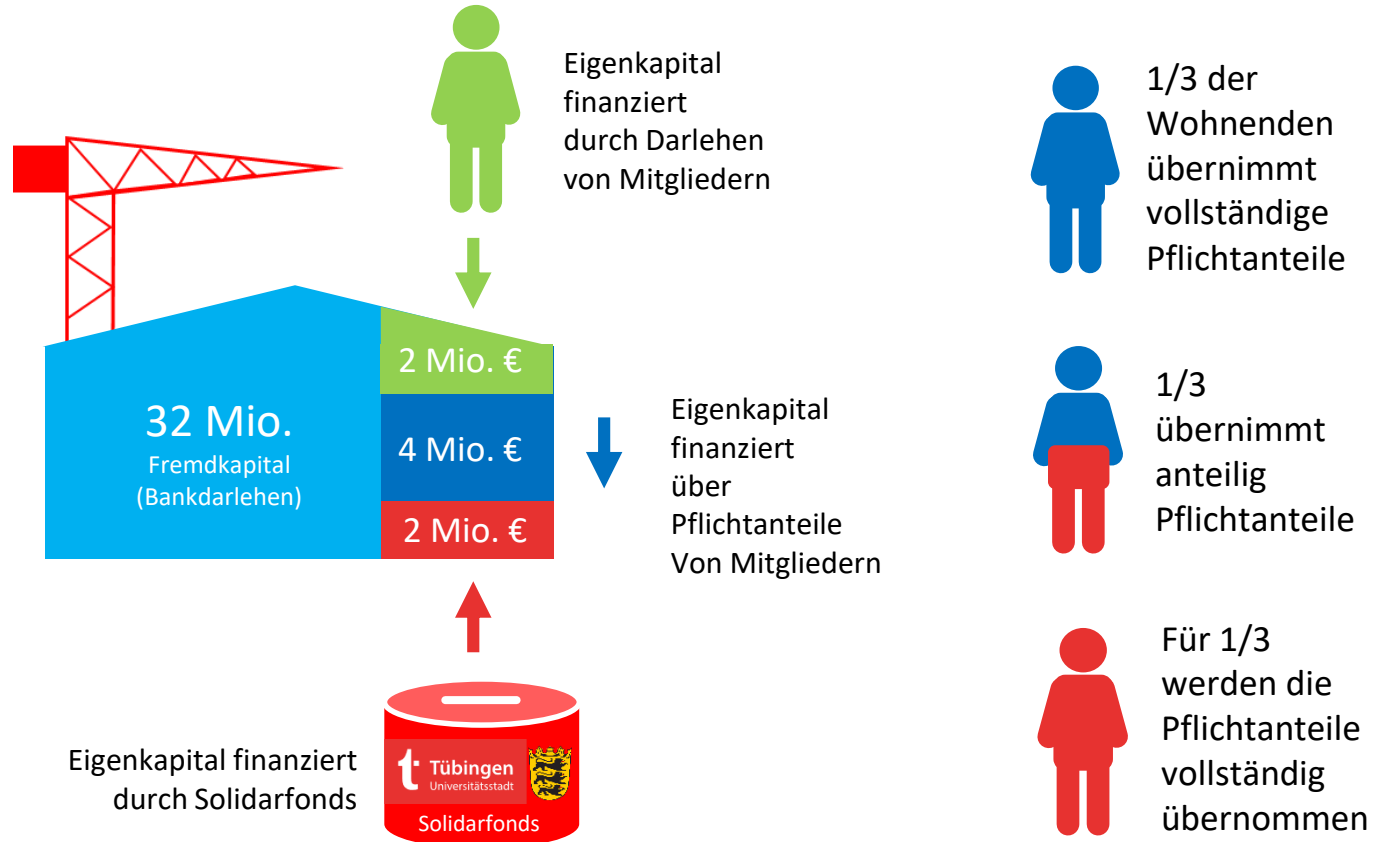 Eigenkapital
finanziert
durch Darlehen
von Mitgliedern
32 Mio.
Fremdkapital
(Bankdarlehen)
2 Mio. €
4 Mio. €
2 Mio. €
Eigenkapital
finanziert
über
Pflichtanteile
Von Mitgliedern
Eigenkapital finanziert
durch Solidarfonds
t Tübingen
Universitätsstadt
Solidarfonds
1/3 der
Wohnenden
übernimmt
vollständige
Pflichtanteile
1/3
übernimmt
anteilig
Pflichtanteile
Für 1/3
werden die
Pflichtanteile
vollständig
übernommen